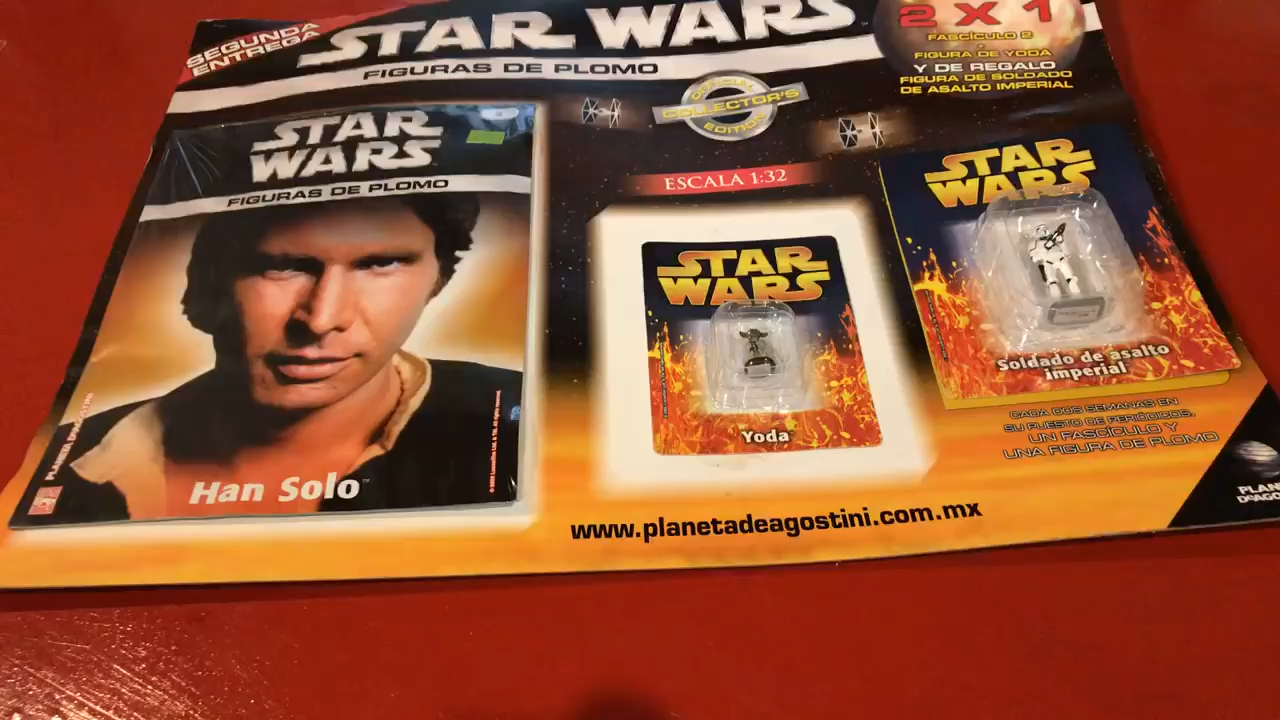 SEGUNDA
ENTREGA
STAR WARS
FIGURAS DE PLOMO
2 X 1
FASCÍCULO 2
+
FIGURA DE YODA
Y DE REGALO
FIGURA DE SOLDADO
DE ASALTO IMPERIAL
OFFICIAL
COLLECTOR'S
EDITION
STAR
WARS
FIGURAS DE PLOMO
PLANETA DEAGOSTINI
Han Solo™
ESCALA 1:32
STAR
WARS
Yoda
STAR
WARS
Soldado de asalto
imperial
CADA DOS SEMANAS EN
SU PUESTO DE PERIÓDICOS,
UN FASCÍCULO Y
UNA FIGURA DE PLOMO
www.planetadeagostini.com.mx
PLANE
DEAGO